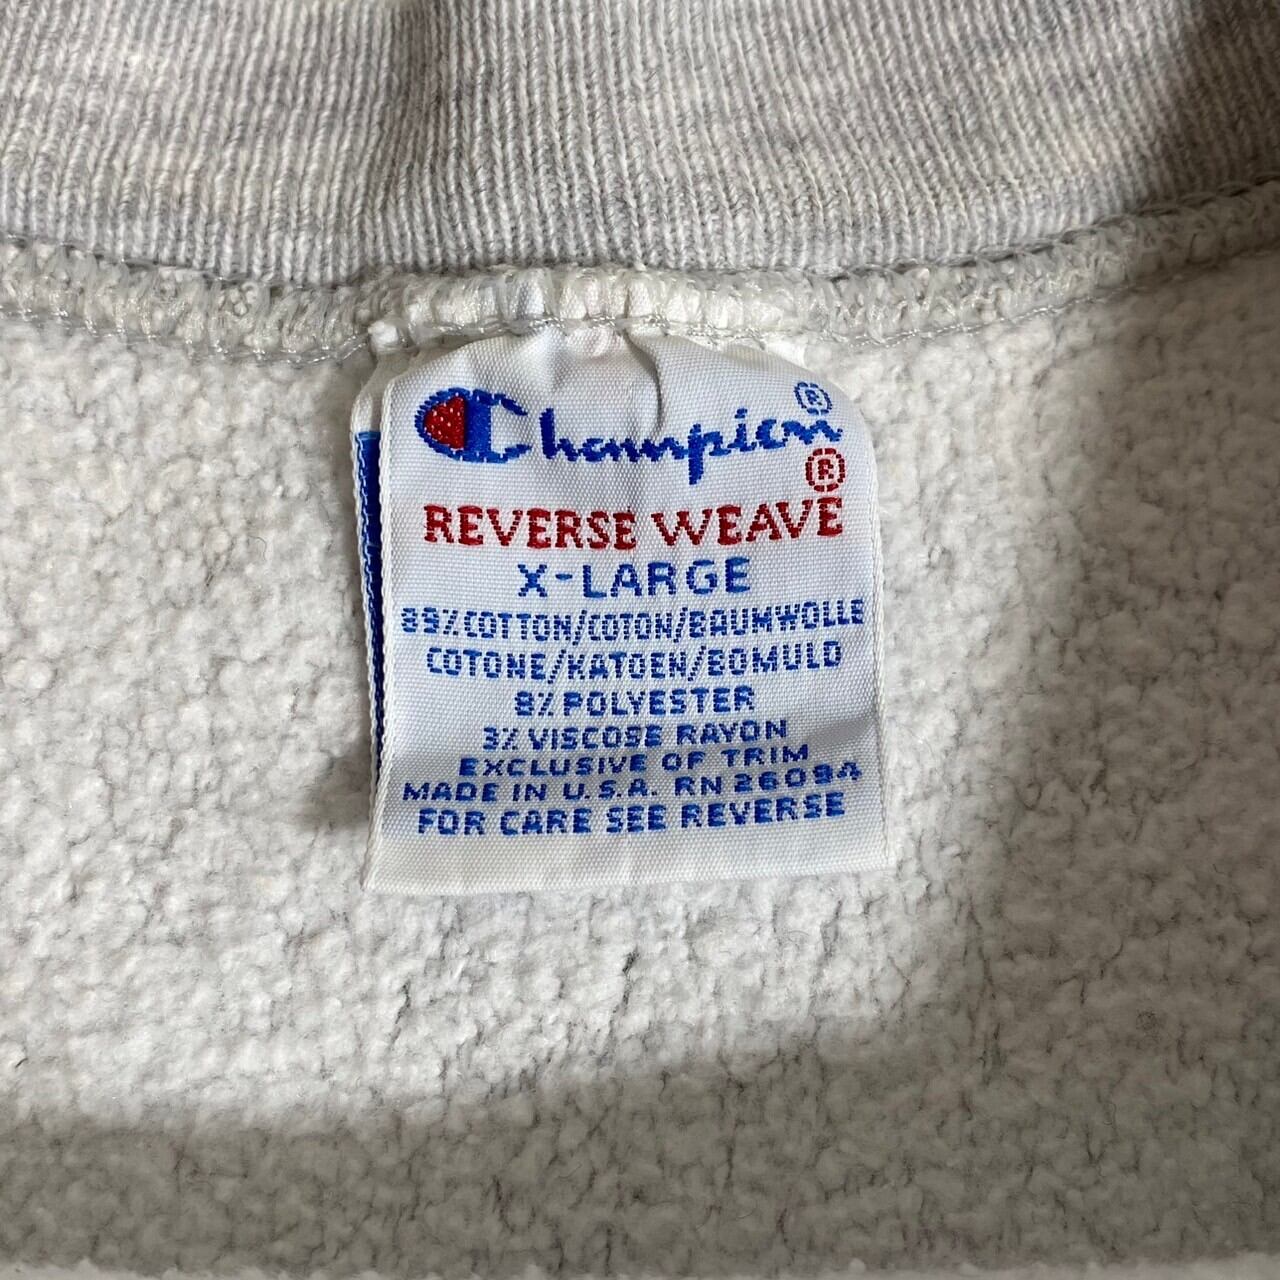 Champion®
REVERSE WEAVE®
X-LARGE
89% COTTON/COTON/BAUMWOLLE
COTONE/KATOEN/BOMULD
8% POLYESTER
3% VISCOSE RAYON
EXCLUSIVE OF TRIM
MADE IN U.S.A. RN 26094
FOR CARE SEE REVERSE